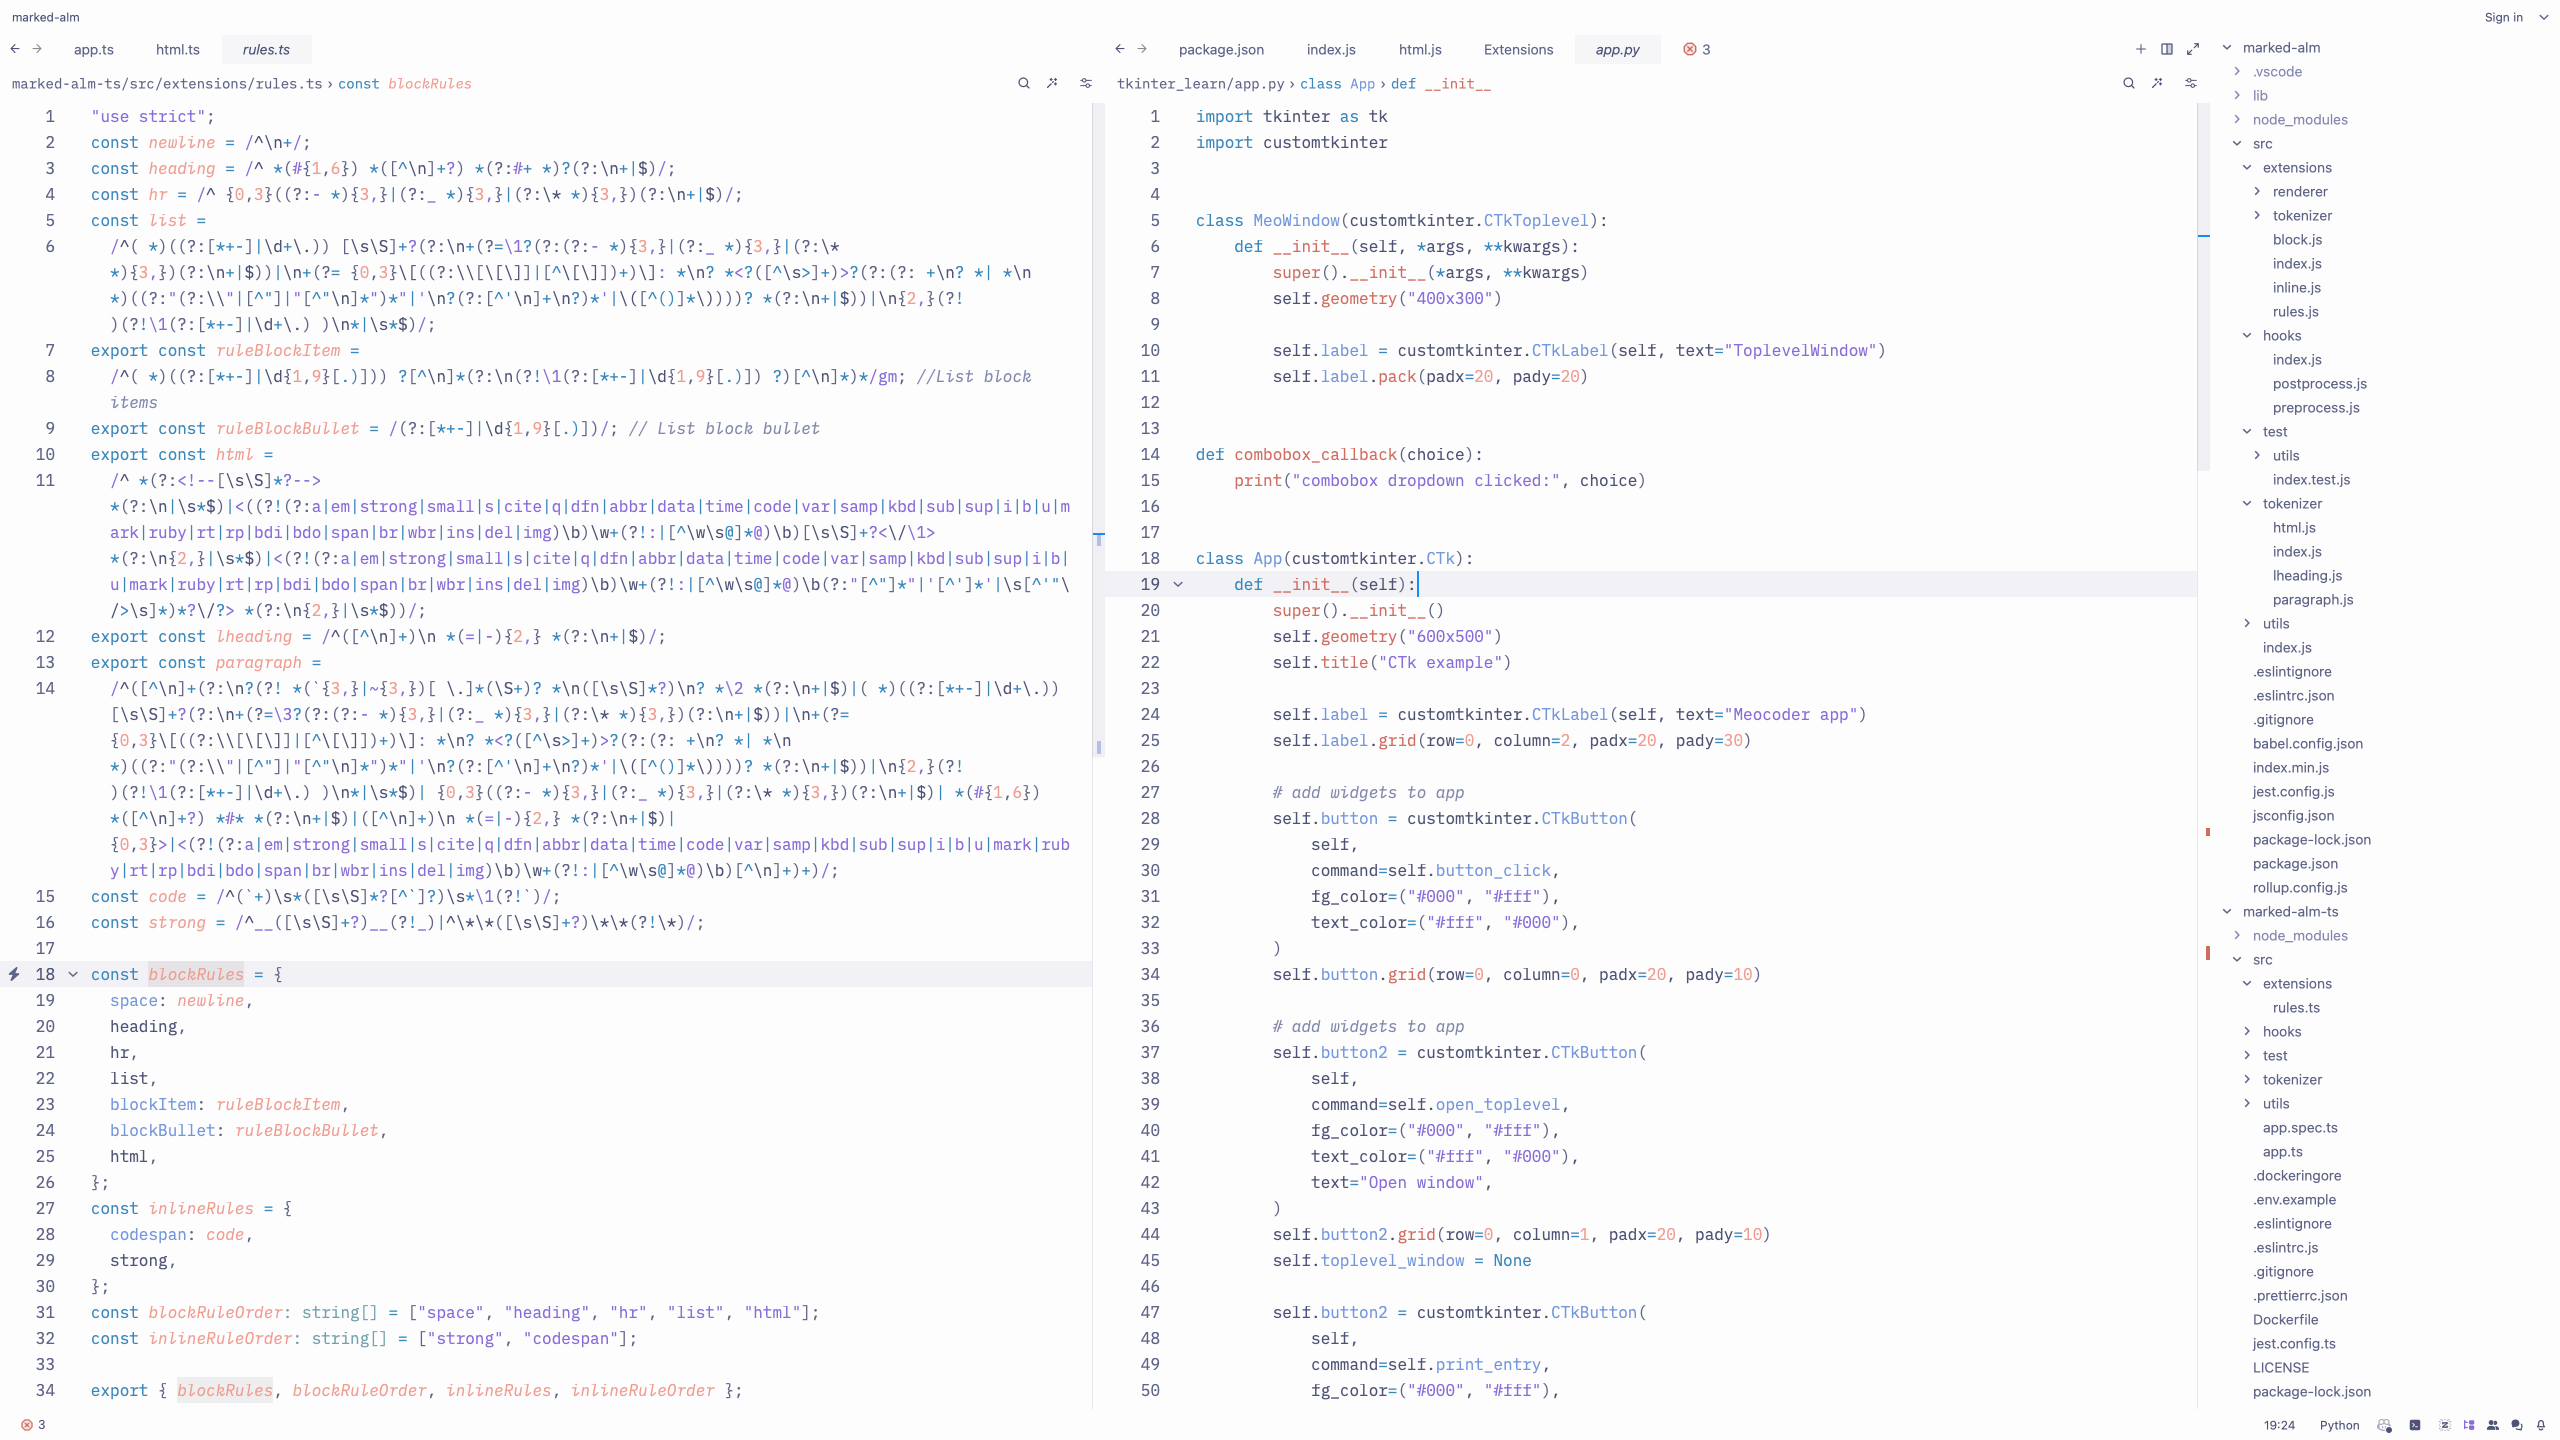 marked-alm
Sign in
app.ts html.ts rules.ts
marked-alm-ts/src/extensions/rules.ts › const blockRules
1 "use strict";
2 const newline = /^\n+/;
3 const heading = /^ *(#{1,6}) *([^\n]+?) *(?:#+ *)?(?:\n+|$)/;
4 const hr = /^ {0,3}((?:- *){3,}|(?:_ *){3,}|(?:\* *){3,})(?:\n+|$)/;
5 const list =
6 /^( *)((?:[*+-]|\d+\.)) [\s\S]+?(?:\n+(?=\1?(?:(?:- *){3,}|(?:_ *){3,}|(?:\*
*){3,})(?:\n+|$))|\n+(?= {0,3}\[((?:\\[\[\]]|[^\[\]])+)\]: *\n? *<?([^\s>]+)>?(?:(?: +\n? *| *\n
*)((?:"(?:\\"|[^"]|"[^"\n]*")*"|'\n?(?:[^'\n]+\n?)*'|\([^()]*\))))? *(?:\n+|$))|\n{2,}(?!
)(?!\1(?:[*+-]|\d+\.) )\n*|\s*$)/;
7 export const ruleBlockItem =
8 /^( *)((?:[*+-]|\d{1,9}[.)])) ?[^\n]*(?:\n(?!\1(?:[*+-]|\d{1,9}[.)]) ?)[^\n]*)*/gm; //List block
items
9 export const ruleBlockBullet = /(?:[*+-]|\d{1,9}[.)])/; // List block bullet
10 export const html =
11 /^ *(?:<!--[\s\S]*?-->
*(?:\n|\s*$)|<((?!(?:a|em|strong|small|s|cite|q|dfn|abbr|data|time|code|var|samp|kbd|sub|sup|i|b|u|m
ark|ruby|rt|rp|bdi|bdo|span|br|wbr|ins|del|img)\b)\w+(?!:|[^\w\s@]*@)\b)[\s\S]+?<\/\1>
*(?:\n{2,}|\s*$)|<(?!(?:a|em|strong|small|s|cite|q|dfn|abbr|data|time|code|var|samp|kbd|sub|sup|i|b|
u|mark|ruby|rt|rp|bdi|bdo|span|br|wbr|ins|del|img)\b)\w+(?!:|[^\w\s@]*@)\b(?:"[^"]*"|'[^']*'|\s[^'"\
/>\s]*)*?\/?> *(?:\n{2,}|\s*$))/;
12 export const lheading = /^([^\n]+)\n *(=|-){2,} *(?:\n+|$)/;
13 export const paragraph =
14 /^([^\n]+(?:\n?(?! *(`{3,}|~{3,})[ \.]*(\S+)? *\n([\s\S]*?)\n? *\2 *(?:\n+|$)|( *)((?:[*+-]|\d+\.))
[\s\S]+?(?:\n+(?=\3?(?:(?:- *){3,}|(?:_ *){3,}|(?:\* *){3,})(?:\n+|$))|\n+(?=
{0,3}\[((?:\\[\[\]]|[^\[\]])+)\]: *\n? *<?([^\s>]+)>?(?:(?: +\n? *| *\n
*)((?:"(?:\\"|[^"]|"[^"\n]*")*"|'\n?(?:[^'\n]+\n?)*'|\([^()]*\))))? *(?:\n+|$))|\n{2,}(?!
)(?!\1(?:[*+-]|\d+\.) )\n*|\s*$)| {0,3}((?:- *){3,}|(?:_ *){3,}|(?:\* *){3,})(?:\n+|$)| *(#{1,6})
*([^\n]+?) *#* *(?:\n+|$)|([^\n]+)\n *(=|-){2,} *(?:\n+|$)|
{0,3}>|<(?!(?:a|em|strong|small|s|cite|q|dfn|abbr|data|time|code|var|samp|kbd|sub|sup|i|b|u|mark|rub
y|rt|rp|bdi|bdo|span|br|wbr|ins|del|img)\b)\w+(?!:|[^\w\s@]*@)\b)[^\n]+)+)/;
15 const code = /^(`+)\s*([\s\S]*?[^`]?)\s*\1(?!`)/;
16 const strong = /^__([\s\S]+?)__(?!_)|^\*\*([\s\S]+?)\*\*(?!\*)/;
17
18 const blockRules = {
19 space: newline,
20 heading,
21 hr,
22 list,
23 blockItem: ruleBlockItem,
24 blockBullet: ruleBlockBullet,
25 html,
26 };
27 const inlineRules = {
28 codespan: code,
29 strong,
30 };
31 const blockRuleOrder: string[] = ["space", "heading", "hr", "list", "html"];
32 const inlineRuleOrder: string[] = ["strong", "codespan"];
33
34 export { blockRules, blockRuleOrder, inlineRules, inlineRuleOrder };
package.json index.js html.js Extensions app.py 3
tkinter_learn/app.py › class App › def __init__
1 import tkinter as tk
2 import customtkinter
3
4
5 class MeoWindow(customtkinter.CTkToplevel):
6 def __init__(self, *args, **kwargs):
7 super().__init__(*args, **kwargs)
8 self.geometry("400x300")
9
10 self.label = customtkinter.CTkLabel(self, text="ToplevelWindow")
11 self.label.pack(padx=20, pady=20)
12
13
14 def combobox_callback(choice):
15 print("combobox dropdown clicked:", choice)
16
17
18 class App(customtkinter.CTk):
19 def __init__(self):
20 super().__init__()
21 self.geometry("600x500")
22 self.title("CTk example")
23
24 self.label = customtkinter.CTkLabel(self, text="Meocoder app")
25 self.label.grid(row=0, column=2, padx=20, pady=30)
26
27 # add widgets to app
28 self.button = customtkinter.CTkButton(
29 self,
30 command=self.button_click,
31 fg_color=("#000", "#fff"),
32 text_color=("#fff", "#000"),
33 )
34 self.button.grid(row=0, column=0, padx=20, pady=10)
35
36 # add widgets to app
37 self.button2 = customtkinter.CTkButton(
38 self,
39 command=self.open_toplevel,
40 fg_color=("#000", "#fff"),
41 text_color=("#fff", "#000"),
42 text="Open window",
43 )
44 self.button2.grid(row=0, column=1, padx=20, pady=10)
45 self.toplevel_window = None
46
47 self.button2 = customtkinter.CTkButton(
48 self,
49 command=self.print_entry,
50 fg_color=("#000", "#fff"),
marked-alm
.vscode
lib
node_modules
src
extensions
renderer
tokenizer
block.js
index.js
inline.js
rules.js
hooks
index.js
postprocess.js
preprocess.js
test
utils
index.test.js
tokenizer
html.js
index.js
lheading.js
paragraph.js
utils
index.js
.eslintignore
.eslintrc.json
.gitignore
babel.config.json
index.min.js
jest.config.js
jsconfig.json
package-lock.json
package.json
rollup.config.js
marked-alm-ts
node_modules
src
extensions
rules.ts
hooks
test
tokenizer
utils
app.spec.ts
app.ts
.dockeringore
.env.example
.eslintignore
.eslintrc.js
.gitignore
.prettierrc.json
Dockerfile
jest.config.ts
LICENSE
package-lock.json
3
19:24 Python